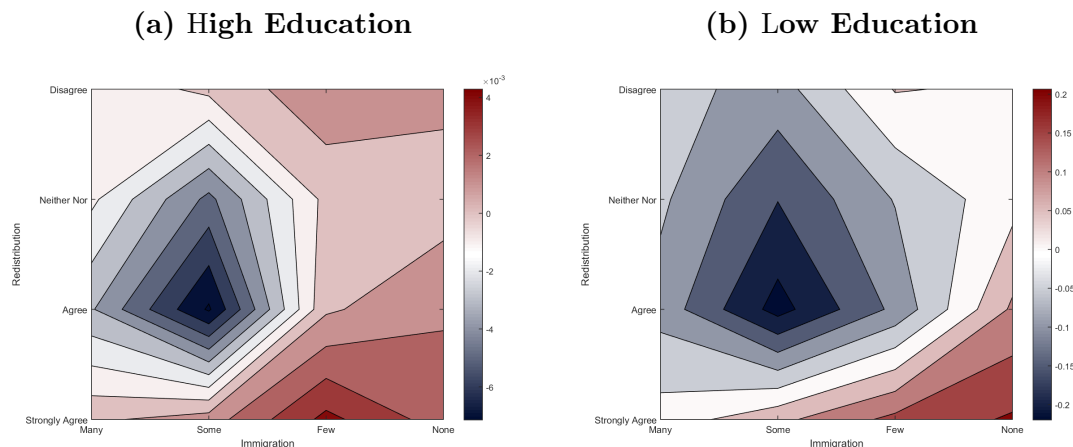 (a) High Education
(b) Low Education
×10⁻³
Disagree
Neither Nor
Agree
Strongly Agree
Redistribution
Many
Some
Few
None
Immigration
4
2
0
-2
-4
-6
Disagree
Neither Nor
Agree
Strongly Agree
Redistribution
Many
Some
Few
None
Immigration
0.2
0.15
0.1
0.05
0
-0.05
-0.1
-0.15
-0.2